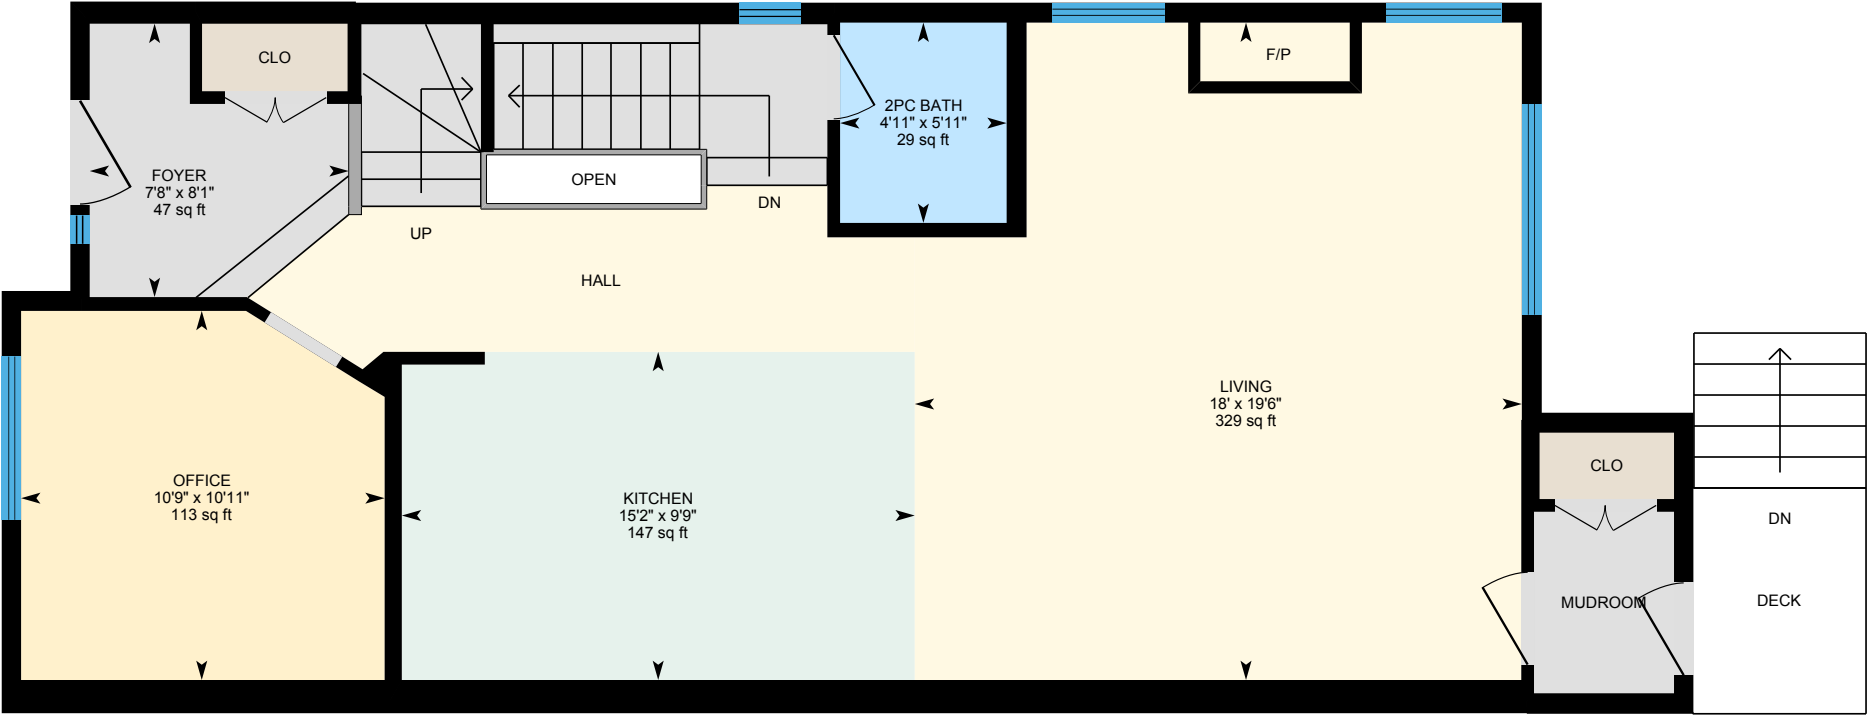 CLO
F/P
2PC BATH
4'11" x 5'11"
29 sq ft
FOYER
7'8" x 8'1"
47 sq ft
OPEN
DN
UP
HALL
LIVING
18' x 19'6"
329 sq ft
OFFICE
10'9" x 10'11"
113 sq ft
KITCHEN
15'2" x 9'9"
147 sq ft
CLO
DN
MUDROOM
DECK